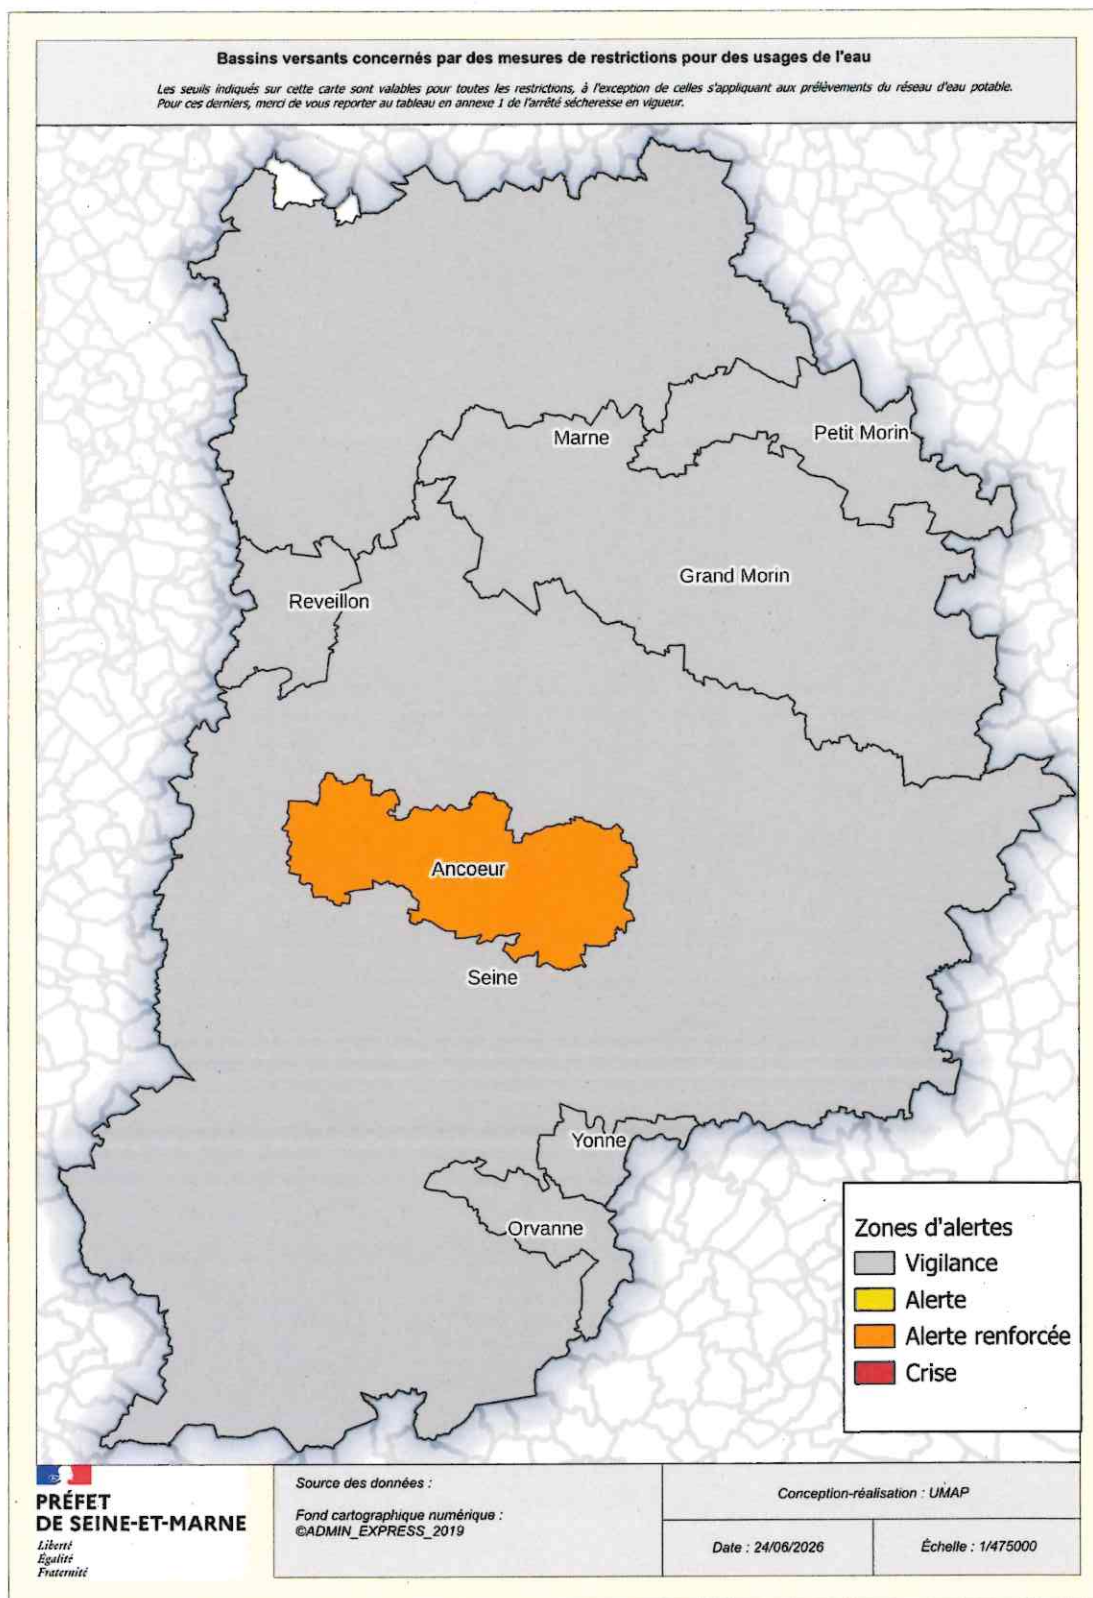 Bassins versants concernés par des mesures de restrictions pour des usages de l'eau
Les seuils indiqués sur cette carte sont valables pour toutes les restrictions, à l'exception de celles s'appliquant aux prélèvements du réseau d'eau potable.
Pour ces derniers, merci de vous reporter au tableau en annexe 1 de l'arrêté sécheresse en vigueur.
Marne
Petit Morin
Grand Morin
Reveillon
Ancoeur
Seine
Yonne
Orvanne
Zones d'alertes
Vigilance
Alerte
Alerte renforcée
Crise
PRÉFET
DE SEINE-ET-MARNE
Liberté
Égalité
Fraternité
Source des données :
Fond cartographique numérique :
©ADMIN_EXPRESS_2019
Conception-réalisation : UMAP
Date : 24/06/2026
Échelle : 1/475000